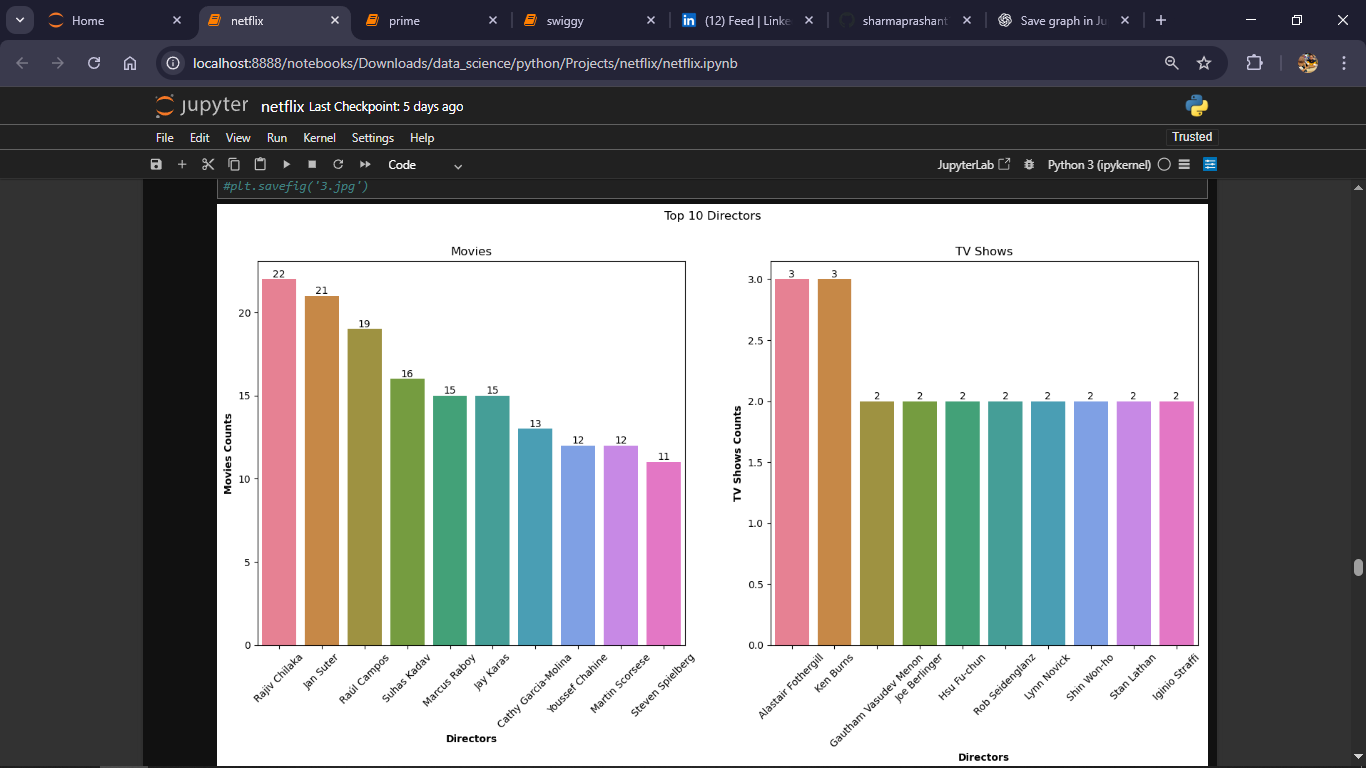 Home
netflix
prime
swiggy
(12) Feed | Linke
sharmaprashant
Save graph in Ju
localhost:8888/notebooks/Downloads/data_science/python/Projects/netflix/netflix.ipynb
jupyter netflix Last Checkpoint: 5 days ago
File Edit View Run Kernel Settings Help Trusted
Code JupyterLab Python 3 (ipykernel)
#plt.savefig('3.jpg')
Top 10 Directors
Movies
22 21 19 16 15 15 13 12 12 11
20
15
10
5
0
Movies Counts
Rajiv Chilaka
Jan Suter
Raúl Campos
Suhas Kadav
Marcus Raboy
Jay Karas
Cathy Garcia-Molina
Youssef Chahine
Martin Scorsese
Steven Spielberg
Directors
TV Shows
3 3 2 2 2 2 2 2 2 2
3.0
2.5
2.0
1.5
1.0
0.5
0.0
TV Shows Counts
Alastair Fothergill
Ken Burns
Gautham Vasudev Menon
Joe Berlinger
Hsu Fu-chun
Rob Seidenglanz
Lynn Novick
Shin Won-ho
Stan Lathan
Iginio Straffi
Directors